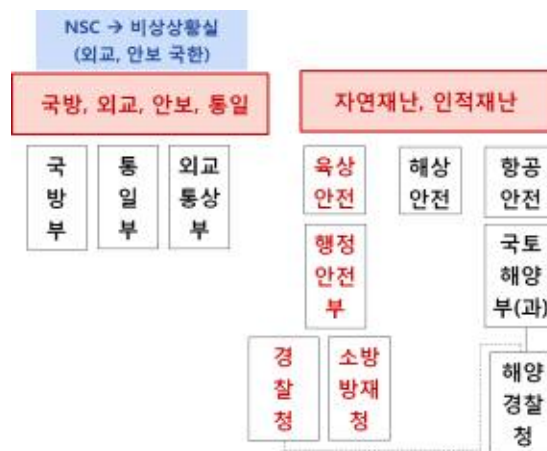 NSC → 비상상황실
(외교, 안보 국한)
국방, 외교, 안보, 통일
자연재난, 인적재난
국
방
부
통
일
부
외교
통상
부
육상
안전
해상
안전
항공
안전
행정
안전
부
국토
해양
부(과)
경
찰
청
소방
방재
청
해양
경찰
청